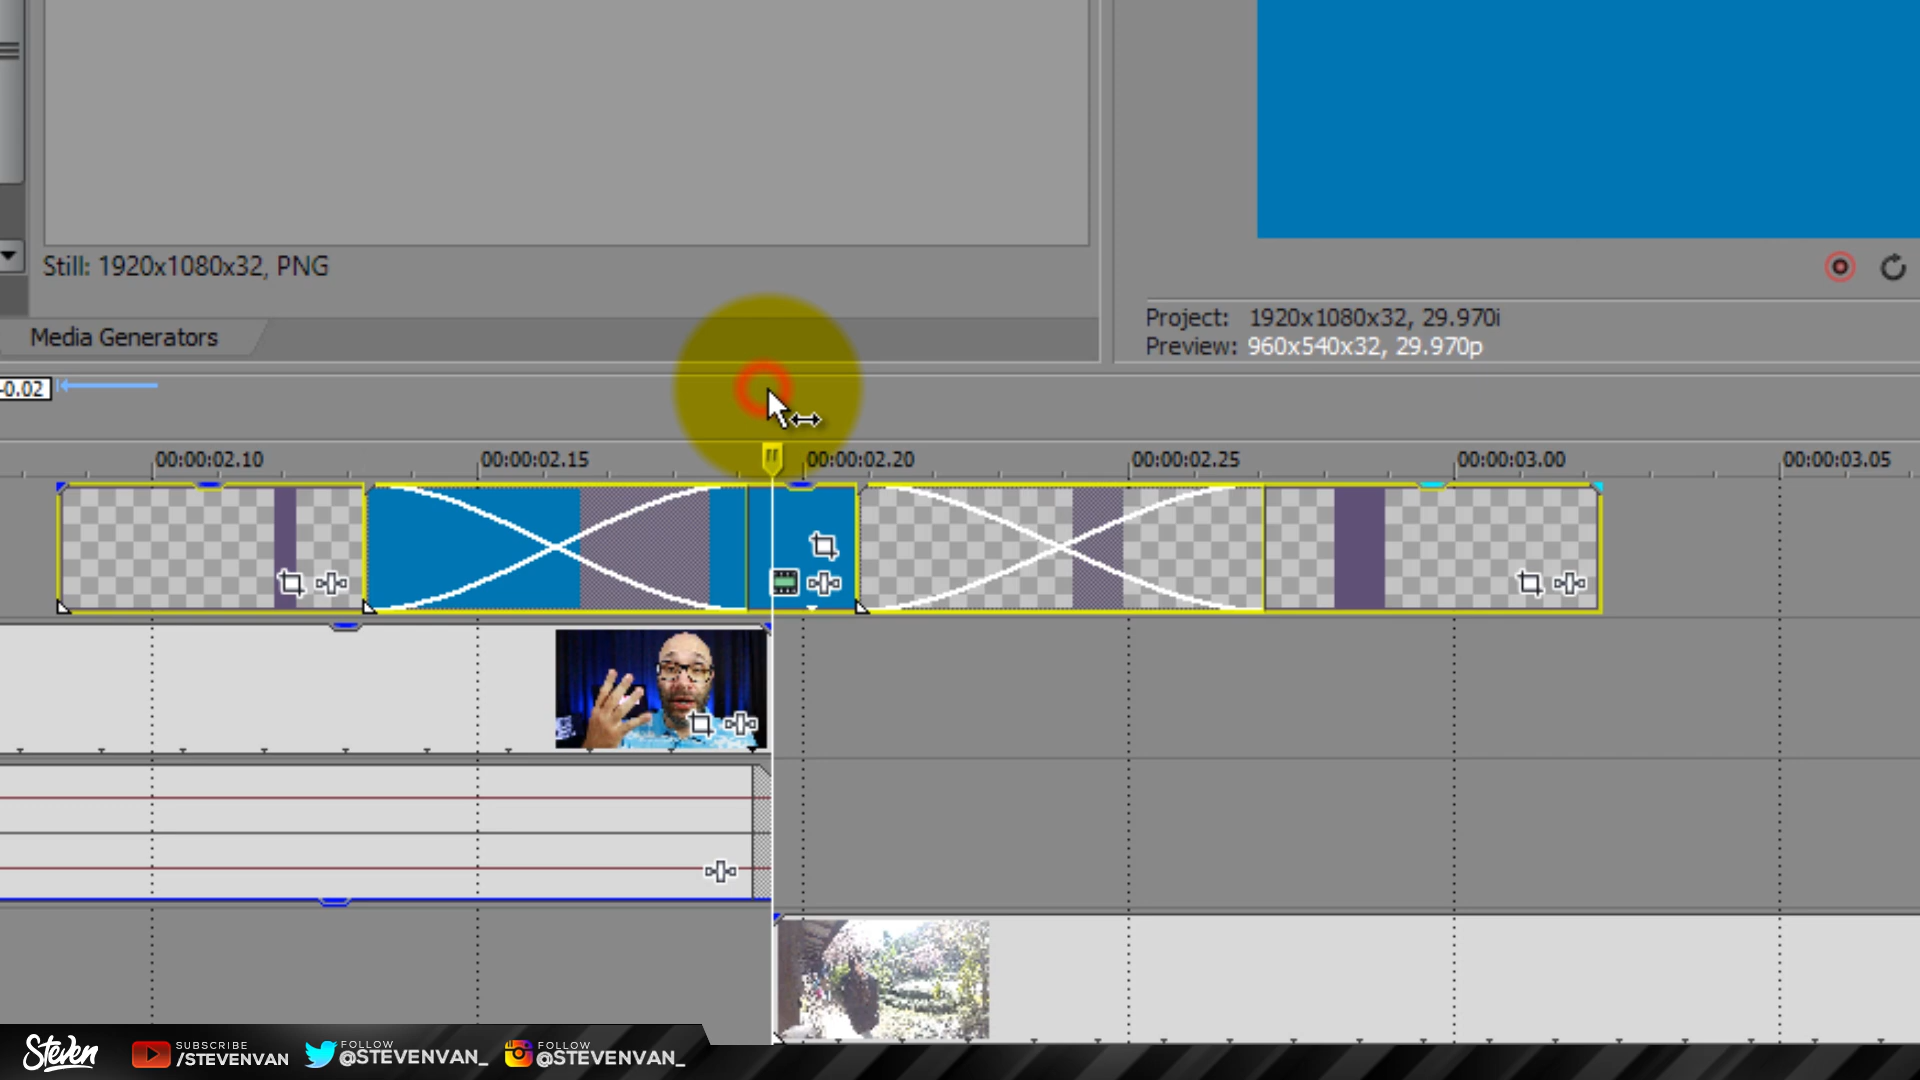 Still: 1920x1080x32, PNG
Media Generators
Project: 1920x1080x32, 29.970i
Preview: 960x540x32, 29.970p
-0.02
00:00:02.10 00:00:02.15 00:00:02.20 00:00:02.25 00:00:03.00 00:00:03.05
Steven
SUBSCRIBE
/STEVENVAN
FOLLOW
@STEVENVAN_
FOLLOW
@STEVENVAN_